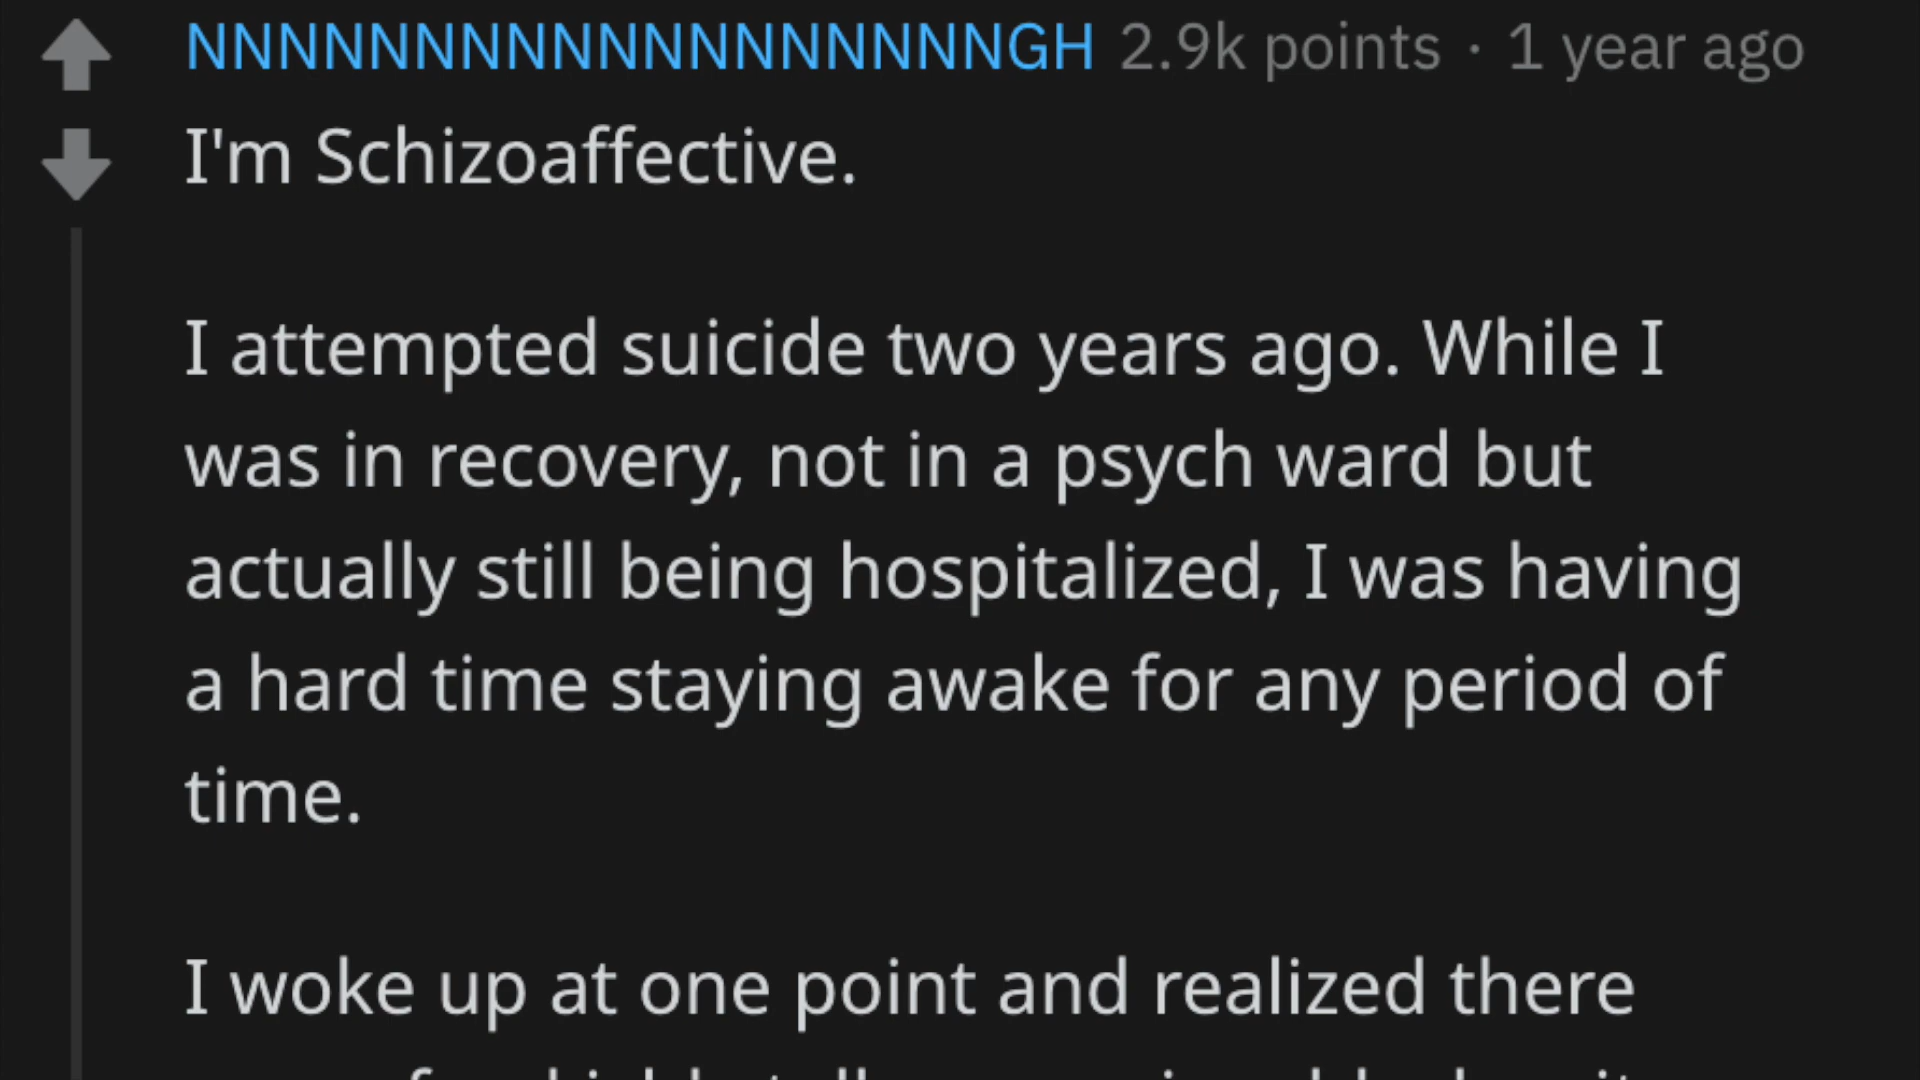 NNNNNNNNNNNNNNNNNNGH 2.9k points · 1 year ago
I'm Schizoaffective.
I attempted suicide two years ago. While I
was in recovery, not in a psych ward but
actually still being hospitalized, I was having
a hard time staying awake for any period of
time.
I woke up at one point and realized there